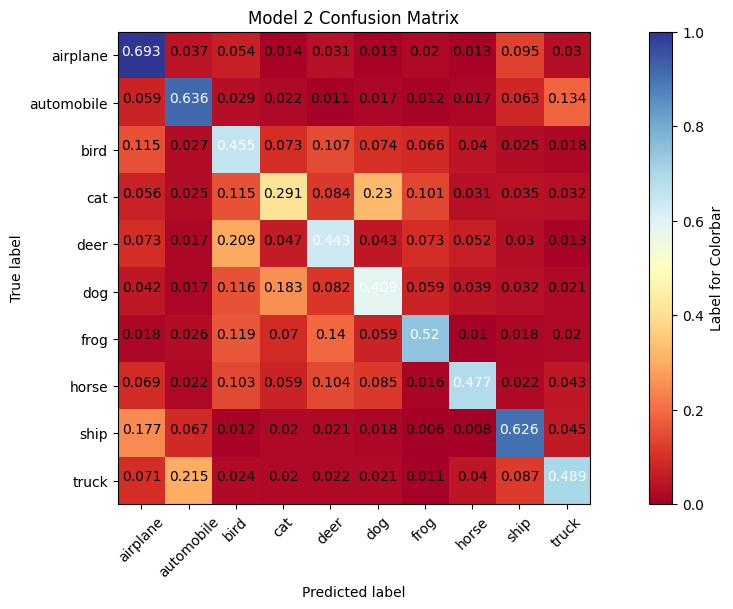 Model 2 Confusion Matrix
airplane 0.693 0.037 0.054 0.014 0.031 0.013 0.02 0.013 0.095 0.03
automobile 0.059 0.636 0.029 0.022 0.011 0.017 0.012 0.017 0.063 0.134
bird 0.115 0.027 0.455 0.073 0.107 0.074 0.066 0.04 0.025 0.018
cat 0.056 0.025 0.115 0.291 0.084 0.23 0.101 0.031 0.035 0.032
deer 0.073 0.017 0.209 0.047 0.443 0.043 0.073 0.052 0.03 0.013
dog 0.042 0.017 0.116 0.183 0.082 0.409 0.059 0.039 0.032 0.021
frog 0.018 0.026 0.119 0.07 0.14 0.059 0.52 0.01 0.018 0.02
horse 0.069 0.022 0.103 0.059 0.104 0.085 0.016 0.477 0.022 0.043
ship 0.177 0.067 0.012 0.02 0.021 0.018 0.006 0.008 0.626 0.045
truck 0.071 0.215 0.024 0.02 0.022 0.021 0.011 0.04 0.087 0.489
airplane automobile bird cat deer dog frog horse ship truck
Predicted label
True label
1.0
0.8
0.6
0.4
0.2
0.0
Label for Colorbar